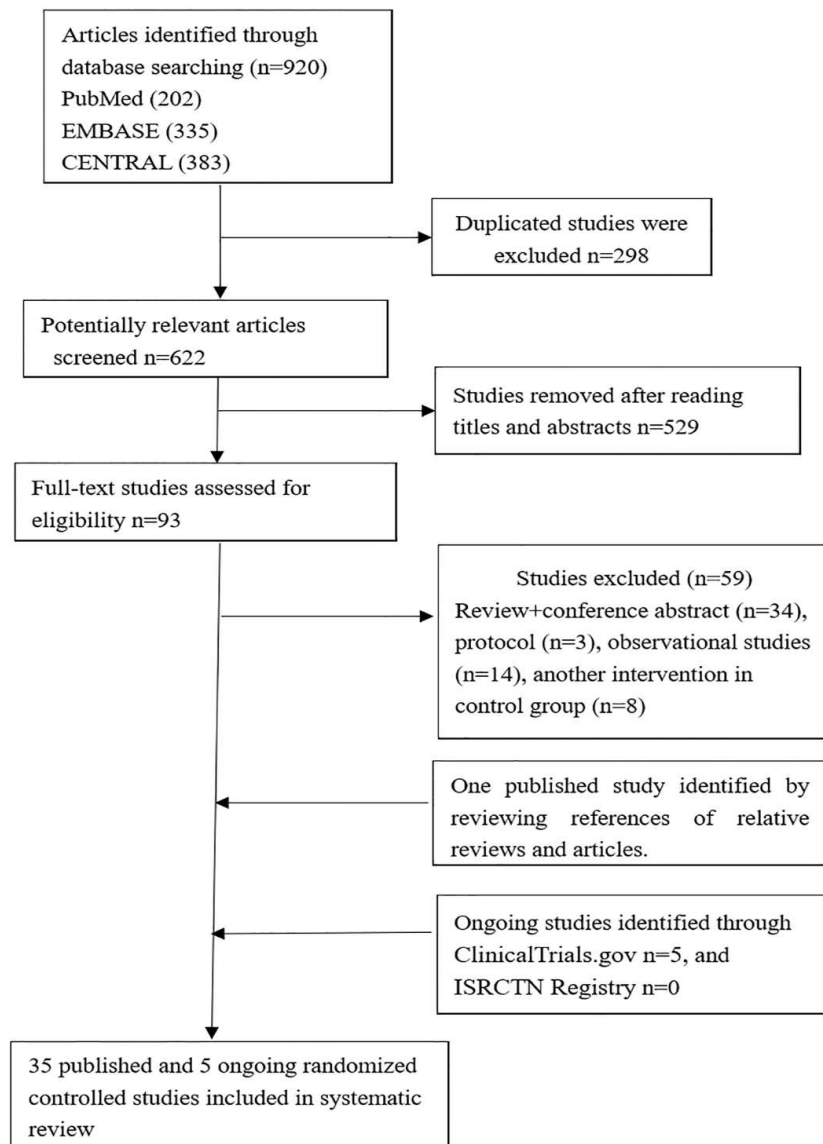 Articles identified through
database searching (n=920)
PubMed (202)
EMBASE (335)
CENTRAL (383)
Duplicated studies were
excluded n=298
Potentially relevant articles
screened n=622
Studies removed after reading
titles and abstracts n=529
Full-text studies assessed for
eligibility n=93
Studies excluded (n=59)
Review+conference abstract (n=34),
protocol (n=3), observational studies
(n=14), another intervention in
control group (n=8)
One published study identified by
reviewing references of relative
reviews and articles.
Ongoing studies identified through
ClinicalTrials.gov n=5, and
ISRCTN Registry n=0
35 published and 5 ongoing randomized
controlled studies included in systematic
review